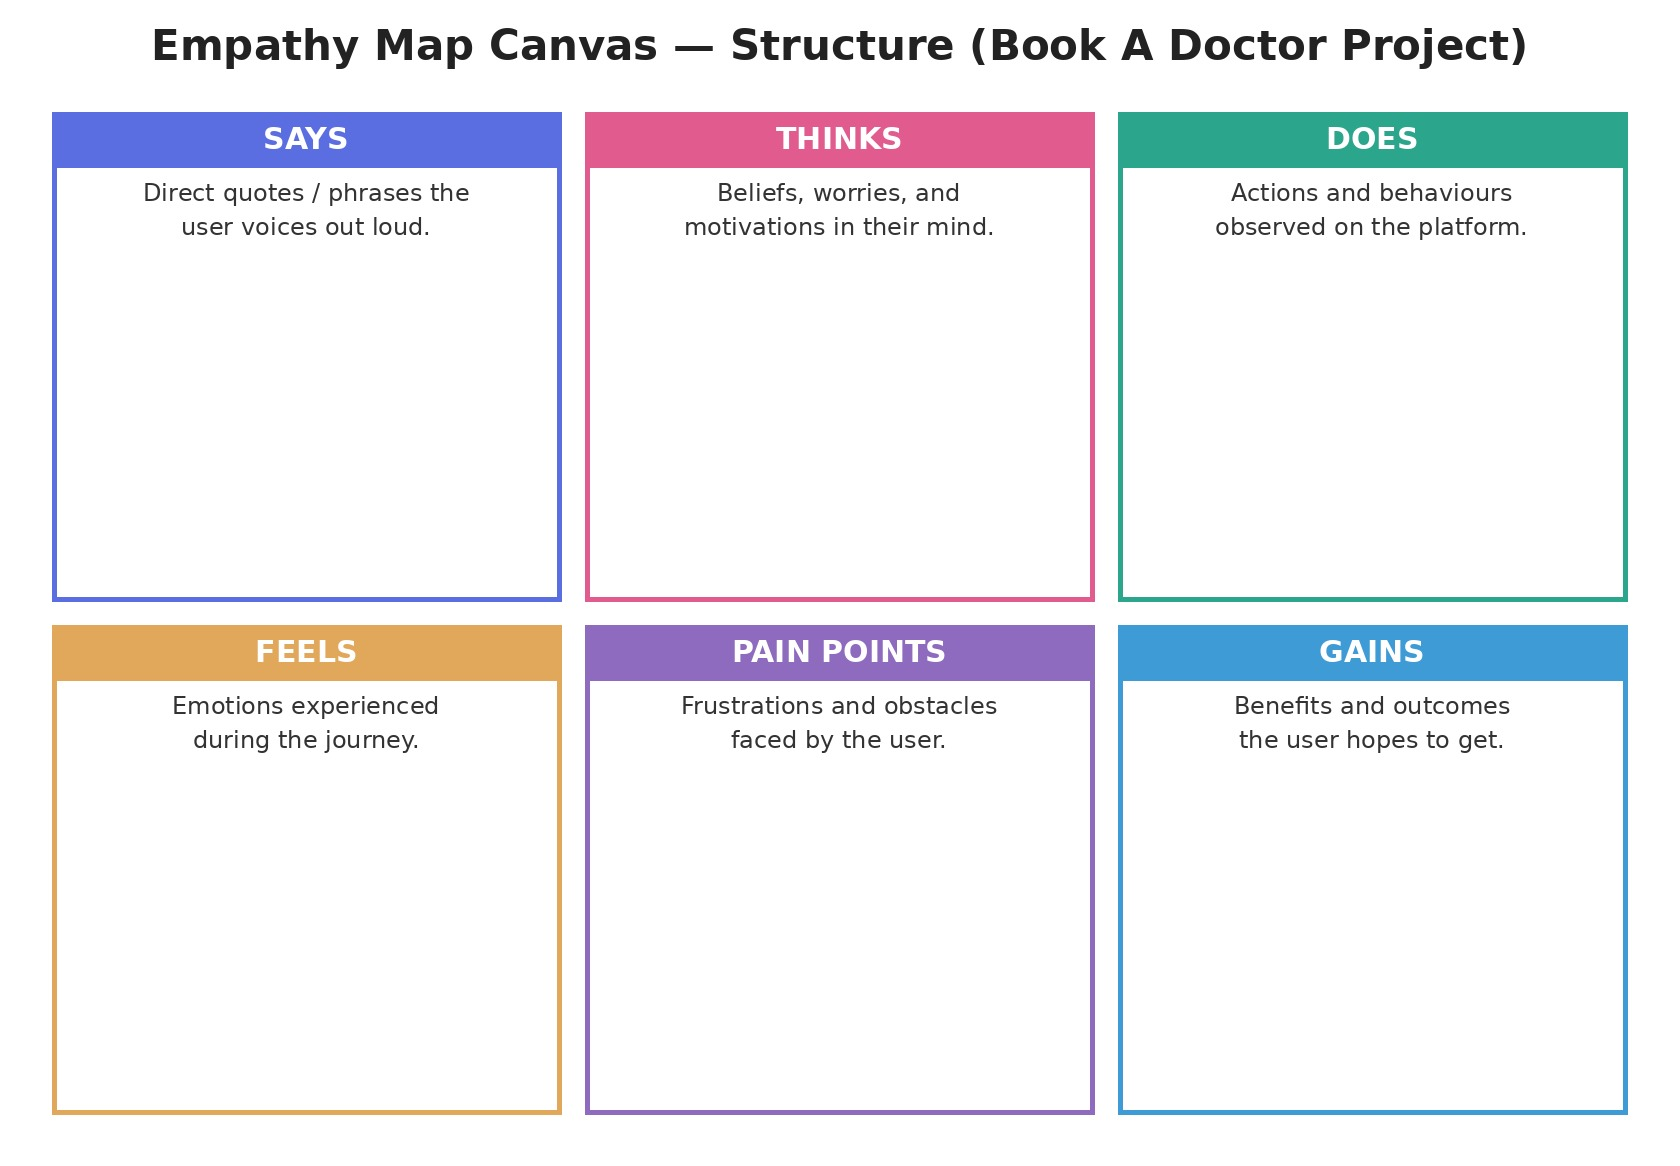 Empathy Map Canvas — Structure (Book A Doctor Project)
SAYS
Direct quotes / phrases the
user voices out loud.
THINKS
Beliefs, worries, and
motivations in their mind.
DOES
Actions and behaviours
observed on the platform.
FEELS
Emotions experienced
during the journey.
PAIN POINTS
Frustrations and obstacles
faced by the user.
GAINS
Benefits and outcomes
the user hopes to get.